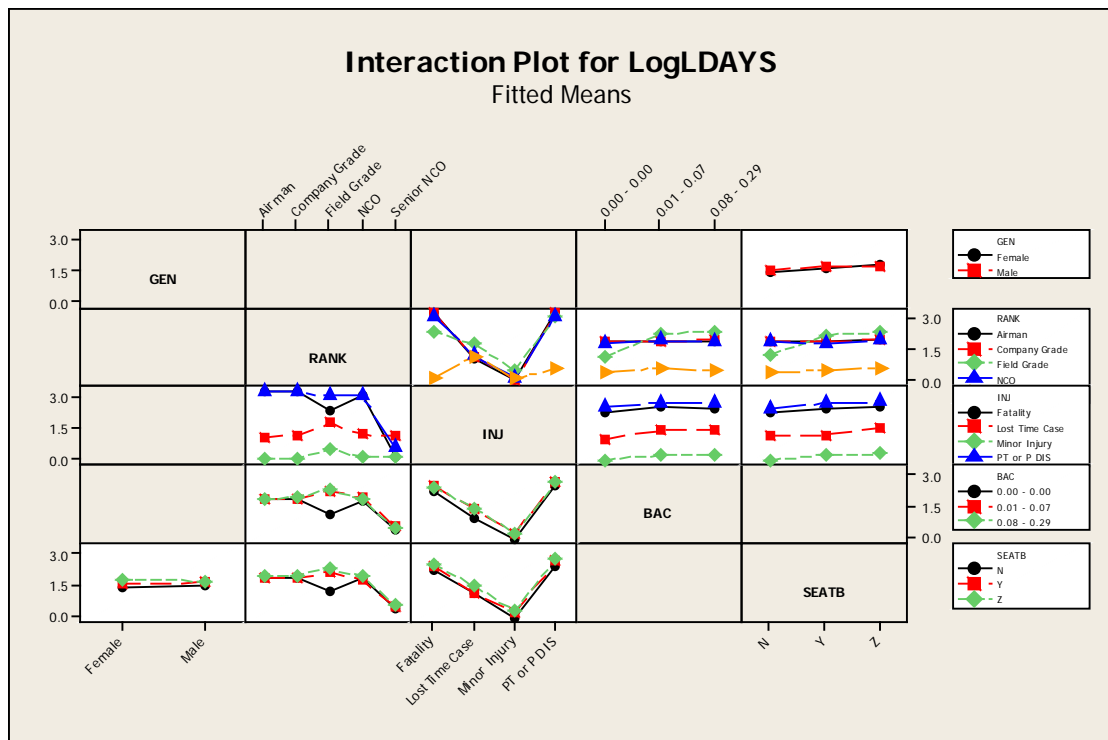 Interaction Plot for LogLDAYS
Fitted Means
Airman
Company Grade
Field Grade
NCO
Senior NCO
0.00 - 0.00
0.01 - 0.07
0.08 - 0.29
3.0
1.5
0.0
GEN
GEN
Female
Male
RANK
3.0
1.5
0.0
RANK
Airman
Company Grade
Field Grade
NCO
3.0
1.5
0.0
INJ
INJ
Fatality
Lost Time Case
Minor Injury
PT or P DIS
BAC
3.0
1.5
0.0
BAC
0.00 - 0.00
0.01 - 0.07
0.08 - 0.29
3.0
1.5
0.0
SEATB
SEATB
N
Y
Z
Female
Male
Fatality
Lost Time Case
Minor Injury
PT or P DIS
N
Y
Z